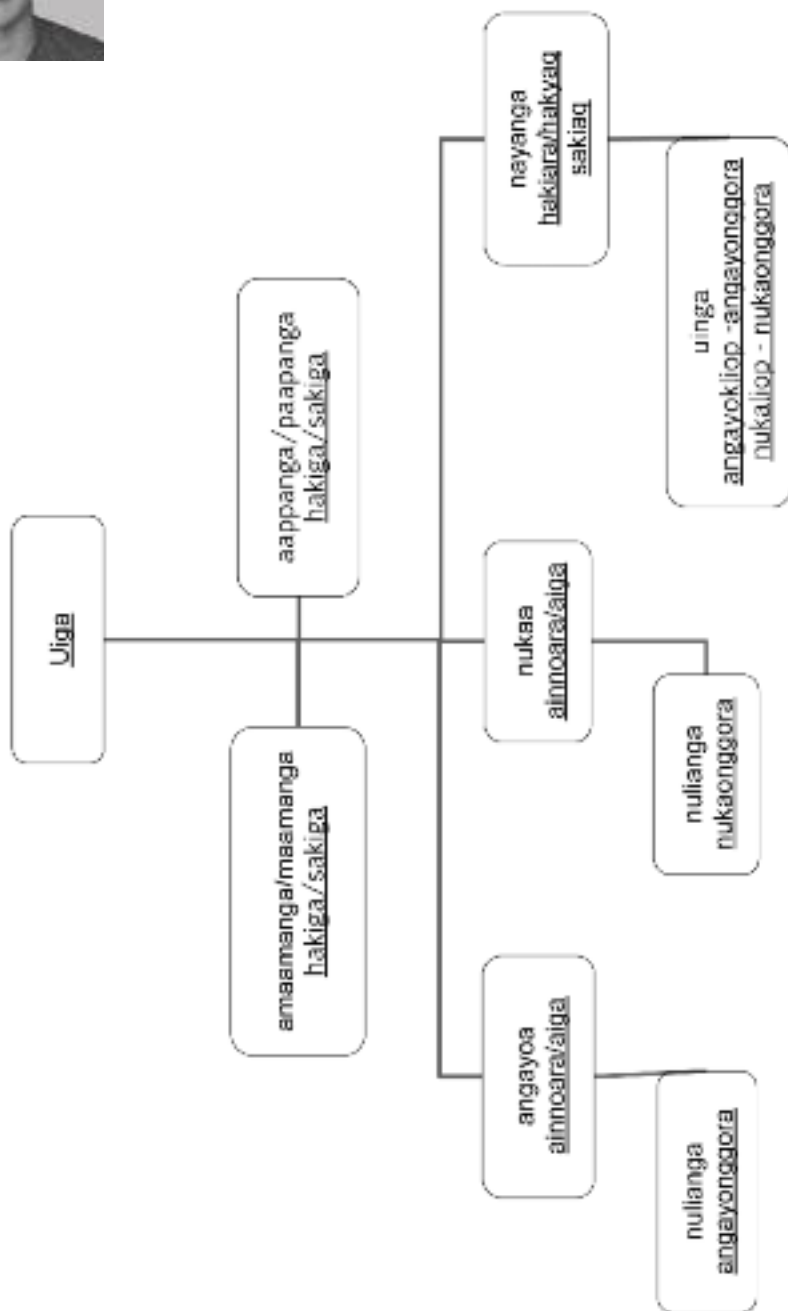 Uiga
amaamanga/maamanga
hakiga/sakiga
aappanga/paapanga
hakiga/sakiga
angayoa
ainnoara/aiga
nukaa
ainnoara/aiga
nayanga
hakiara/hakyaq
sakiaq
nulianga
angayonggora
nulianga
nukaonggora
uinga
angayokliop -angayonggora
nukaliop - nukaonggora